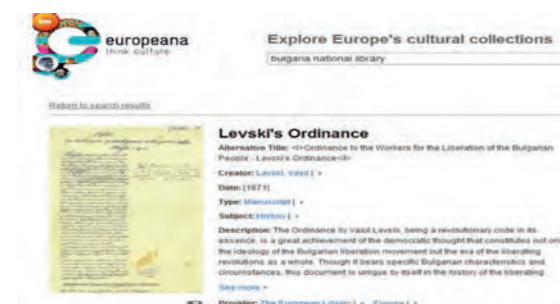 europeana
think culture
Explore Europe's cultural collections
bulgaria national library
Return to search results
Levski's Ordinance
Alternative Title: <I>Ordinance to the Workers for the Liberation of the Bulgarian
People - Levski's Ordinance<I>
Creator: Levski, Vasil | »
Date: [1871]
Type: Manuscript | »
Subject: History | »
Description: The Ordinance by Vasil Levski, being a revolutionary code in its
essence, is a great achievement of the democratic thought that constitutes not on
the ideology of the Bulgarian liberation movement but the era of the liberating
revolutions as a whole. Though it bears specific Bulgarian characteristics and
circumstances, this document is unique by itself in the history of the liberating
See more »
Provider: The European Library | » Europe | »